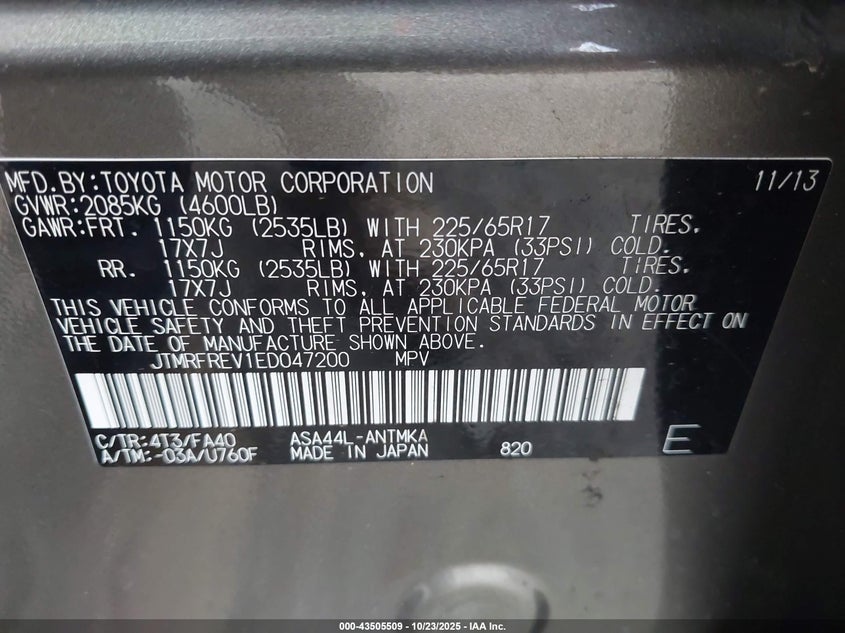 MFD.BY:TOYOTA MOTOR CORPORATION 11/13
GVWR:2085KG (4600LB)
GAWR:FRT. 1150KG (2535LB) WITH 225/65R17 TIRES,
17X7J RIMS, AT 230KPA (33PSI) COLD.
RR. 1150KG (2535LB) WITH 225/65R17 TIRES,
17X7J RIMS, AT 230KPA (33PSI) COLD.
THIS VEHICLE CONFORMS TO ALL APPLICABLE FEDERAL MOTOR
VEHICLE SAFETY AND THEFT PREVENTION STANDARDS IN EFFECT ON
THE DATE OF MANUFACTURE SHOWN ABOVE.
JTMRFREV1ED047200 MPV
C/TR:4T3/FA40 ASA44L-ANTMKA
A/TM:-03A/U760F MADE IN JAPAN 820 E
000-43505509 - 10/23/2025 - IAA Inc.